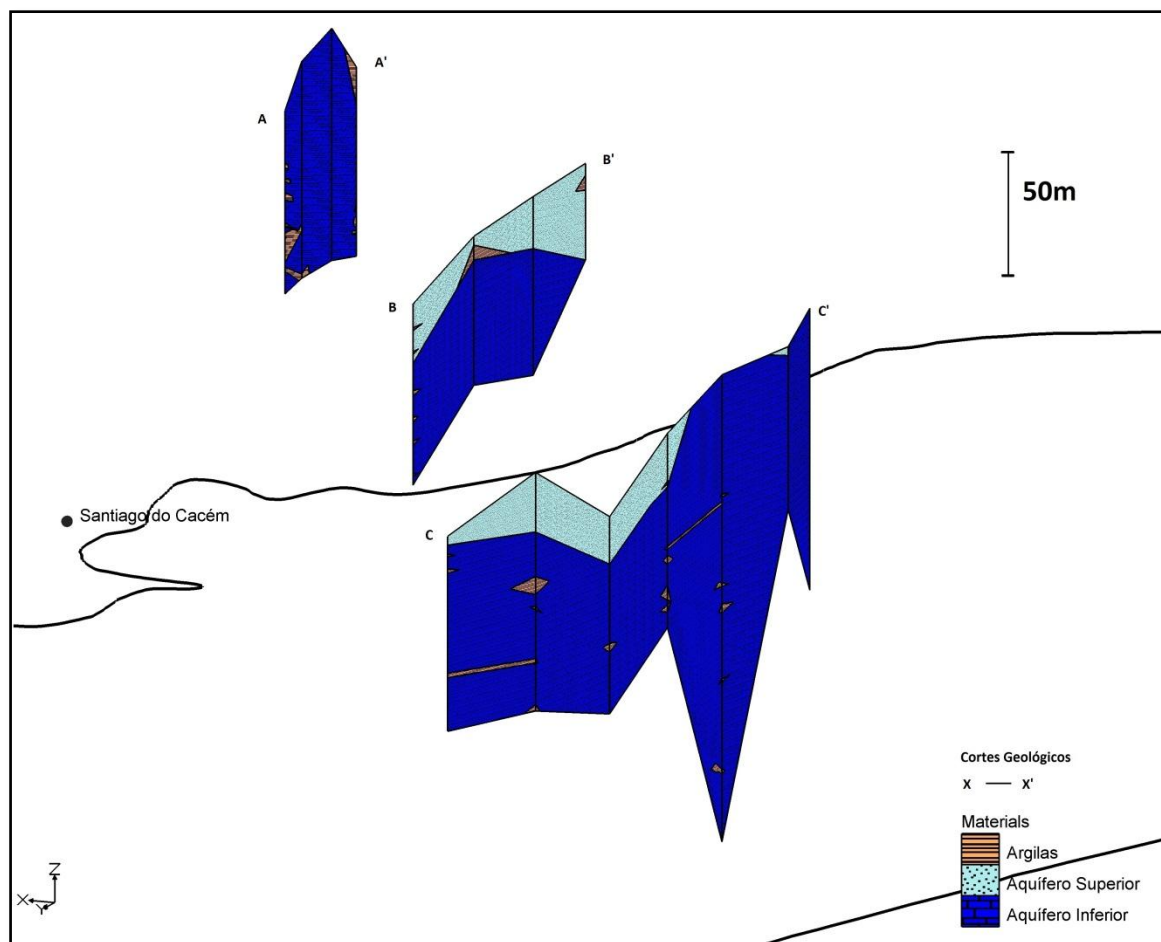 A'
A
B'
50m
B
C'
Santiago do Cacém
C
Cortes Geológicos
X — X'
Materials
Argilas
Aquífero Superior
Aquífero Inferior
Z
X
Y